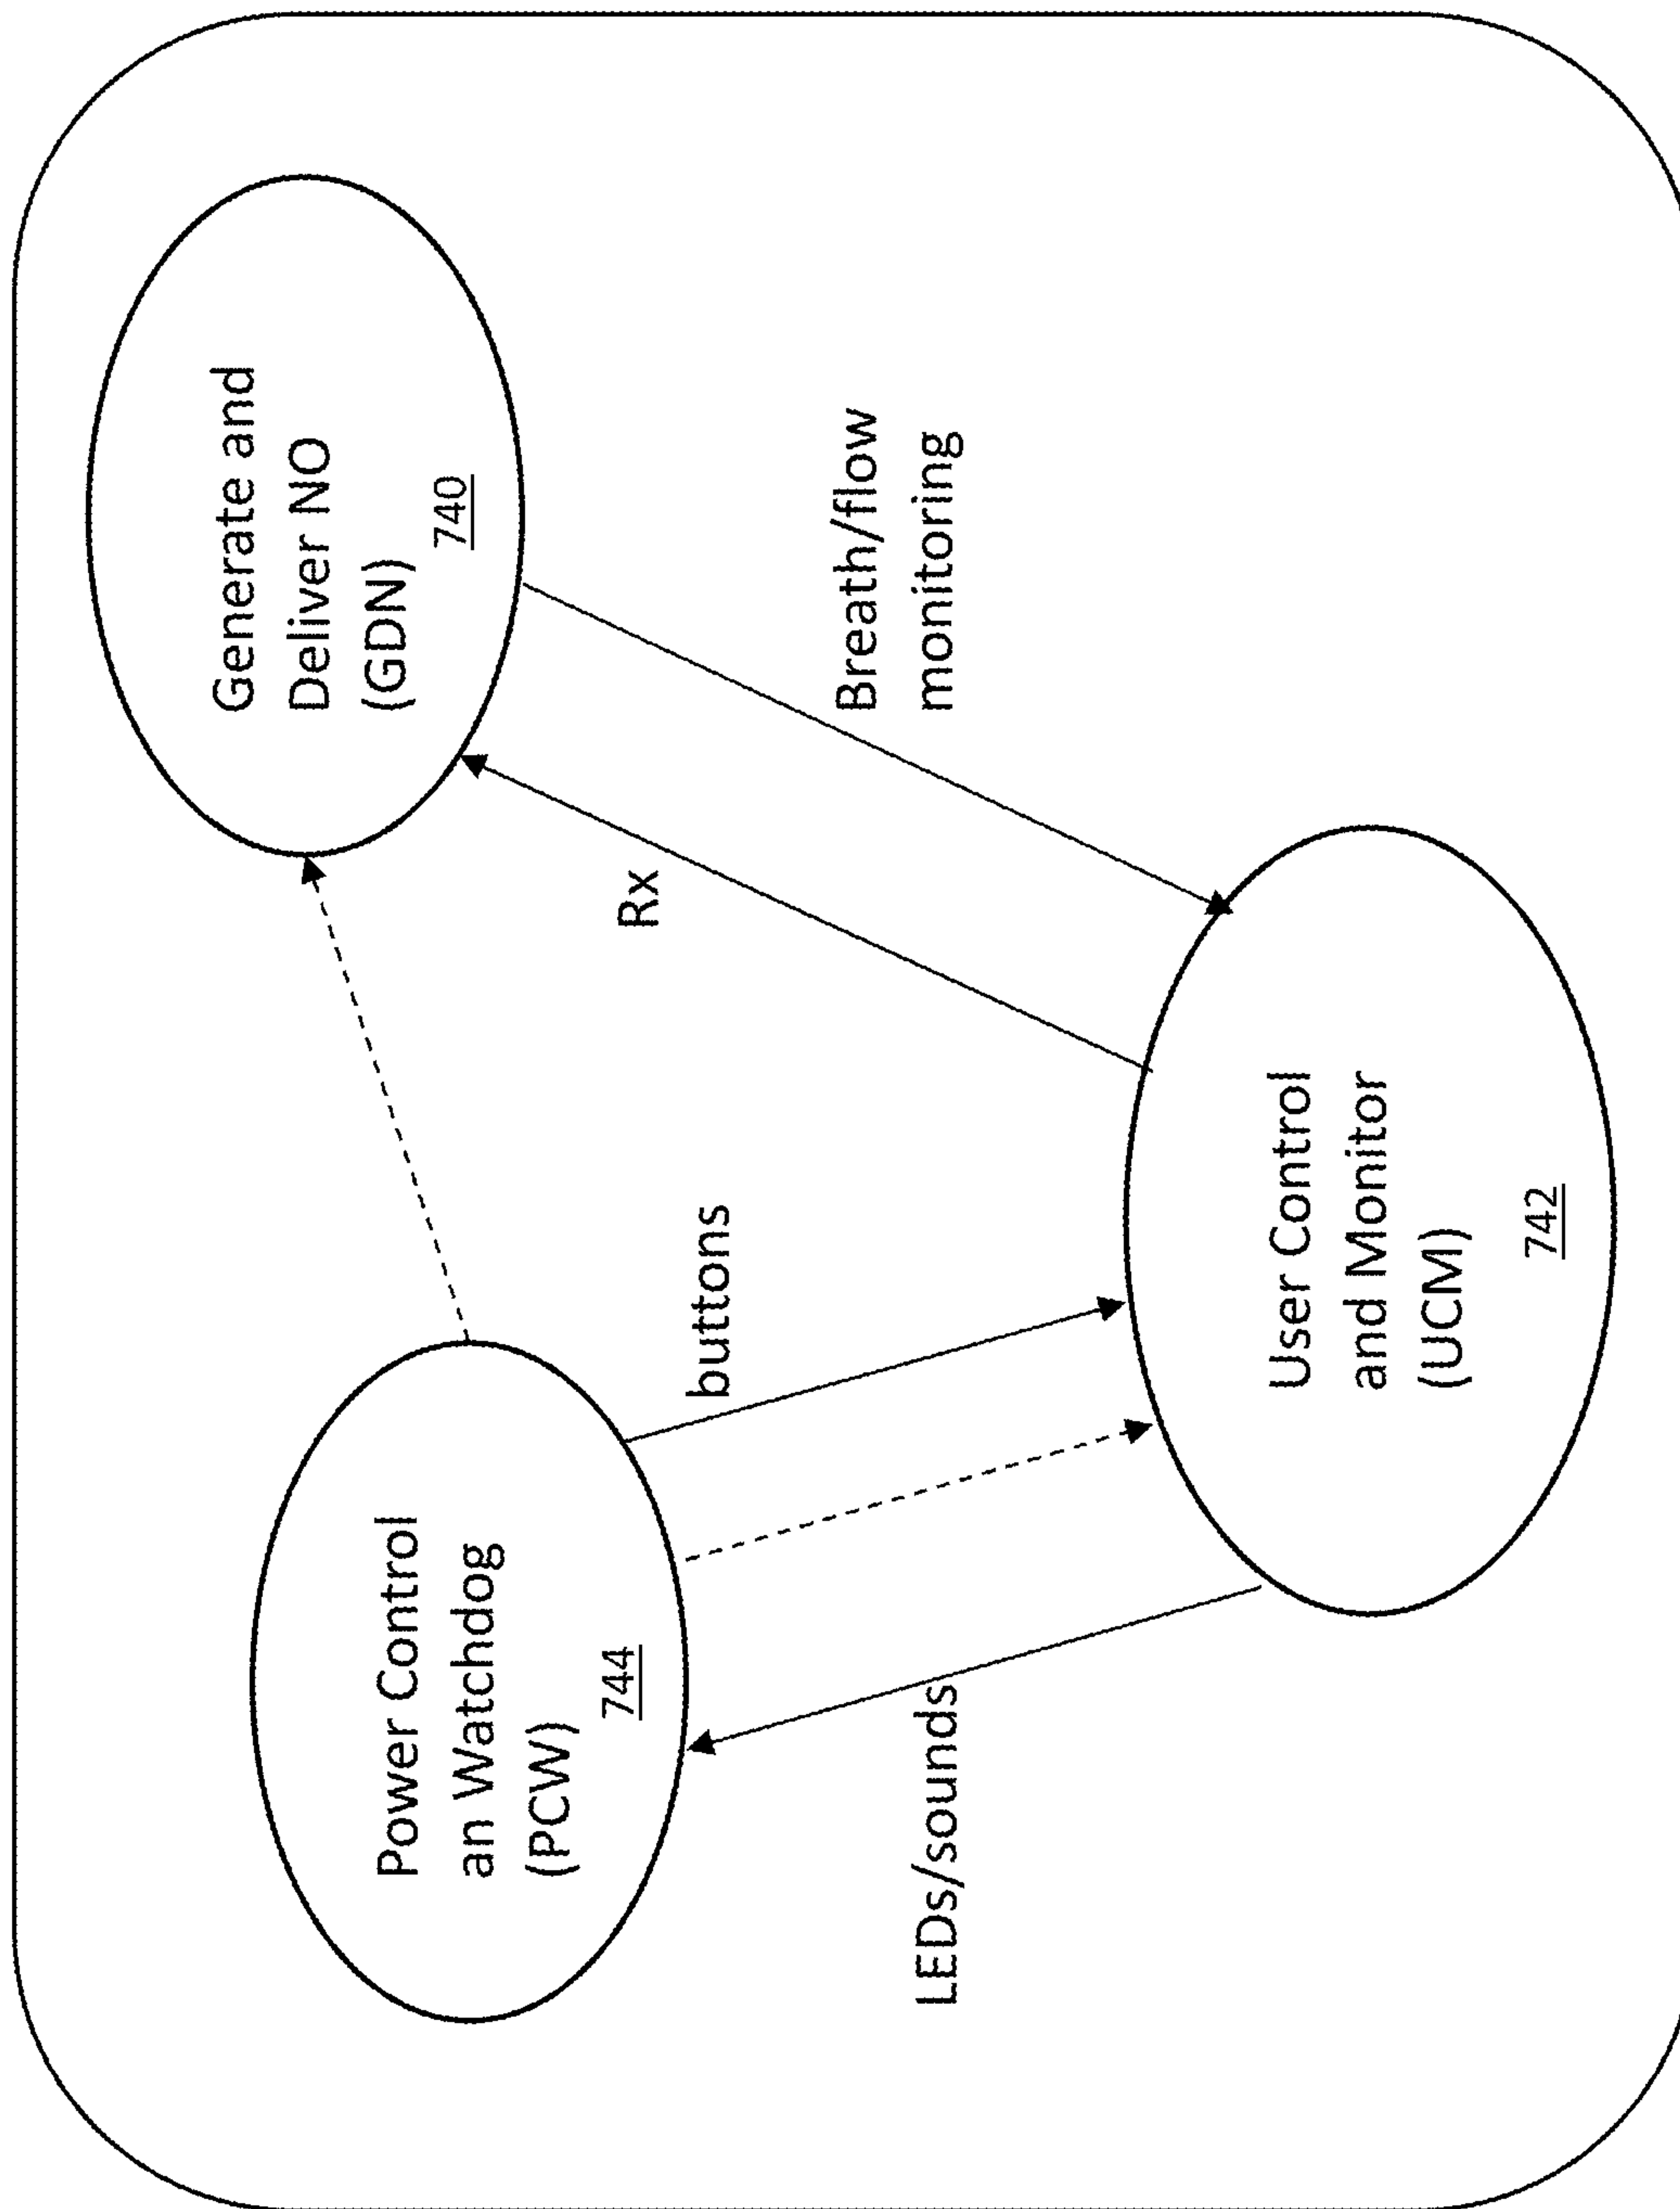 Power Control
an Watchdog
(PCW)
744
Generate and
Deliver NO
(GDN)
740
buttons
Rx
LEDs/sounds
Breath/flow
monitoring
User Control
and Monitor
(UCM)
742